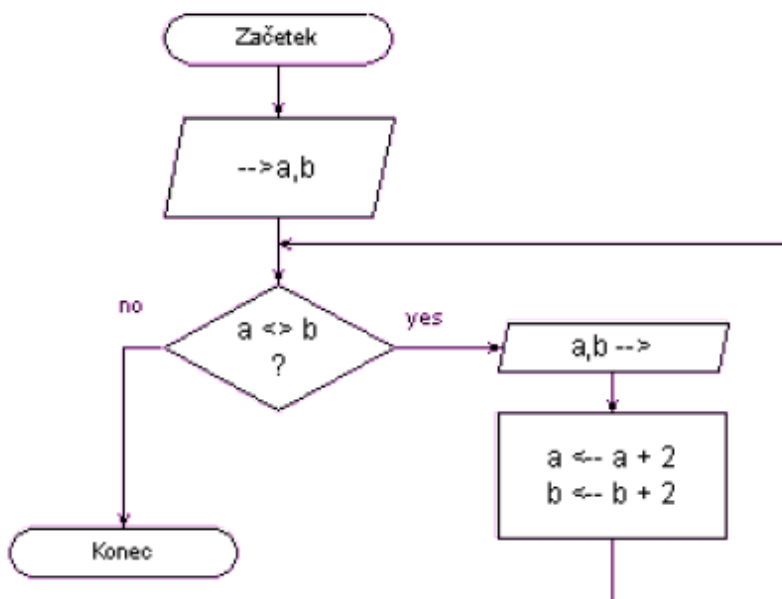 Začetek
-->a,b
no
a <> b
?
yes
a,b -->
a <-- a + 2
b <-- b + 2
Konec